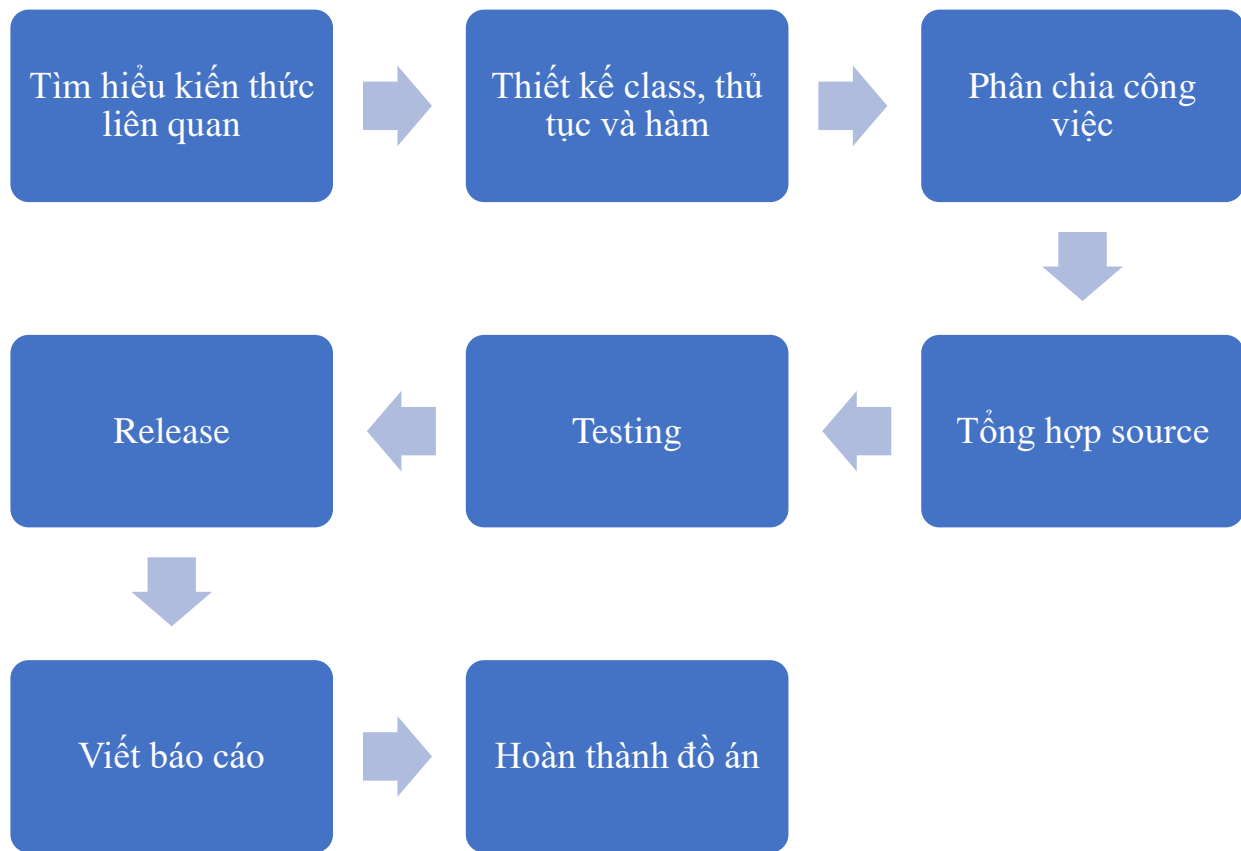 Tìm hiểu kiến thức
liên quan
Thiết kế class, thủ
tục và hàm
Phân chia công
việc
Tổng hợp source
Testing
Release
Viết báo cáo
Hoàn thành đồ án